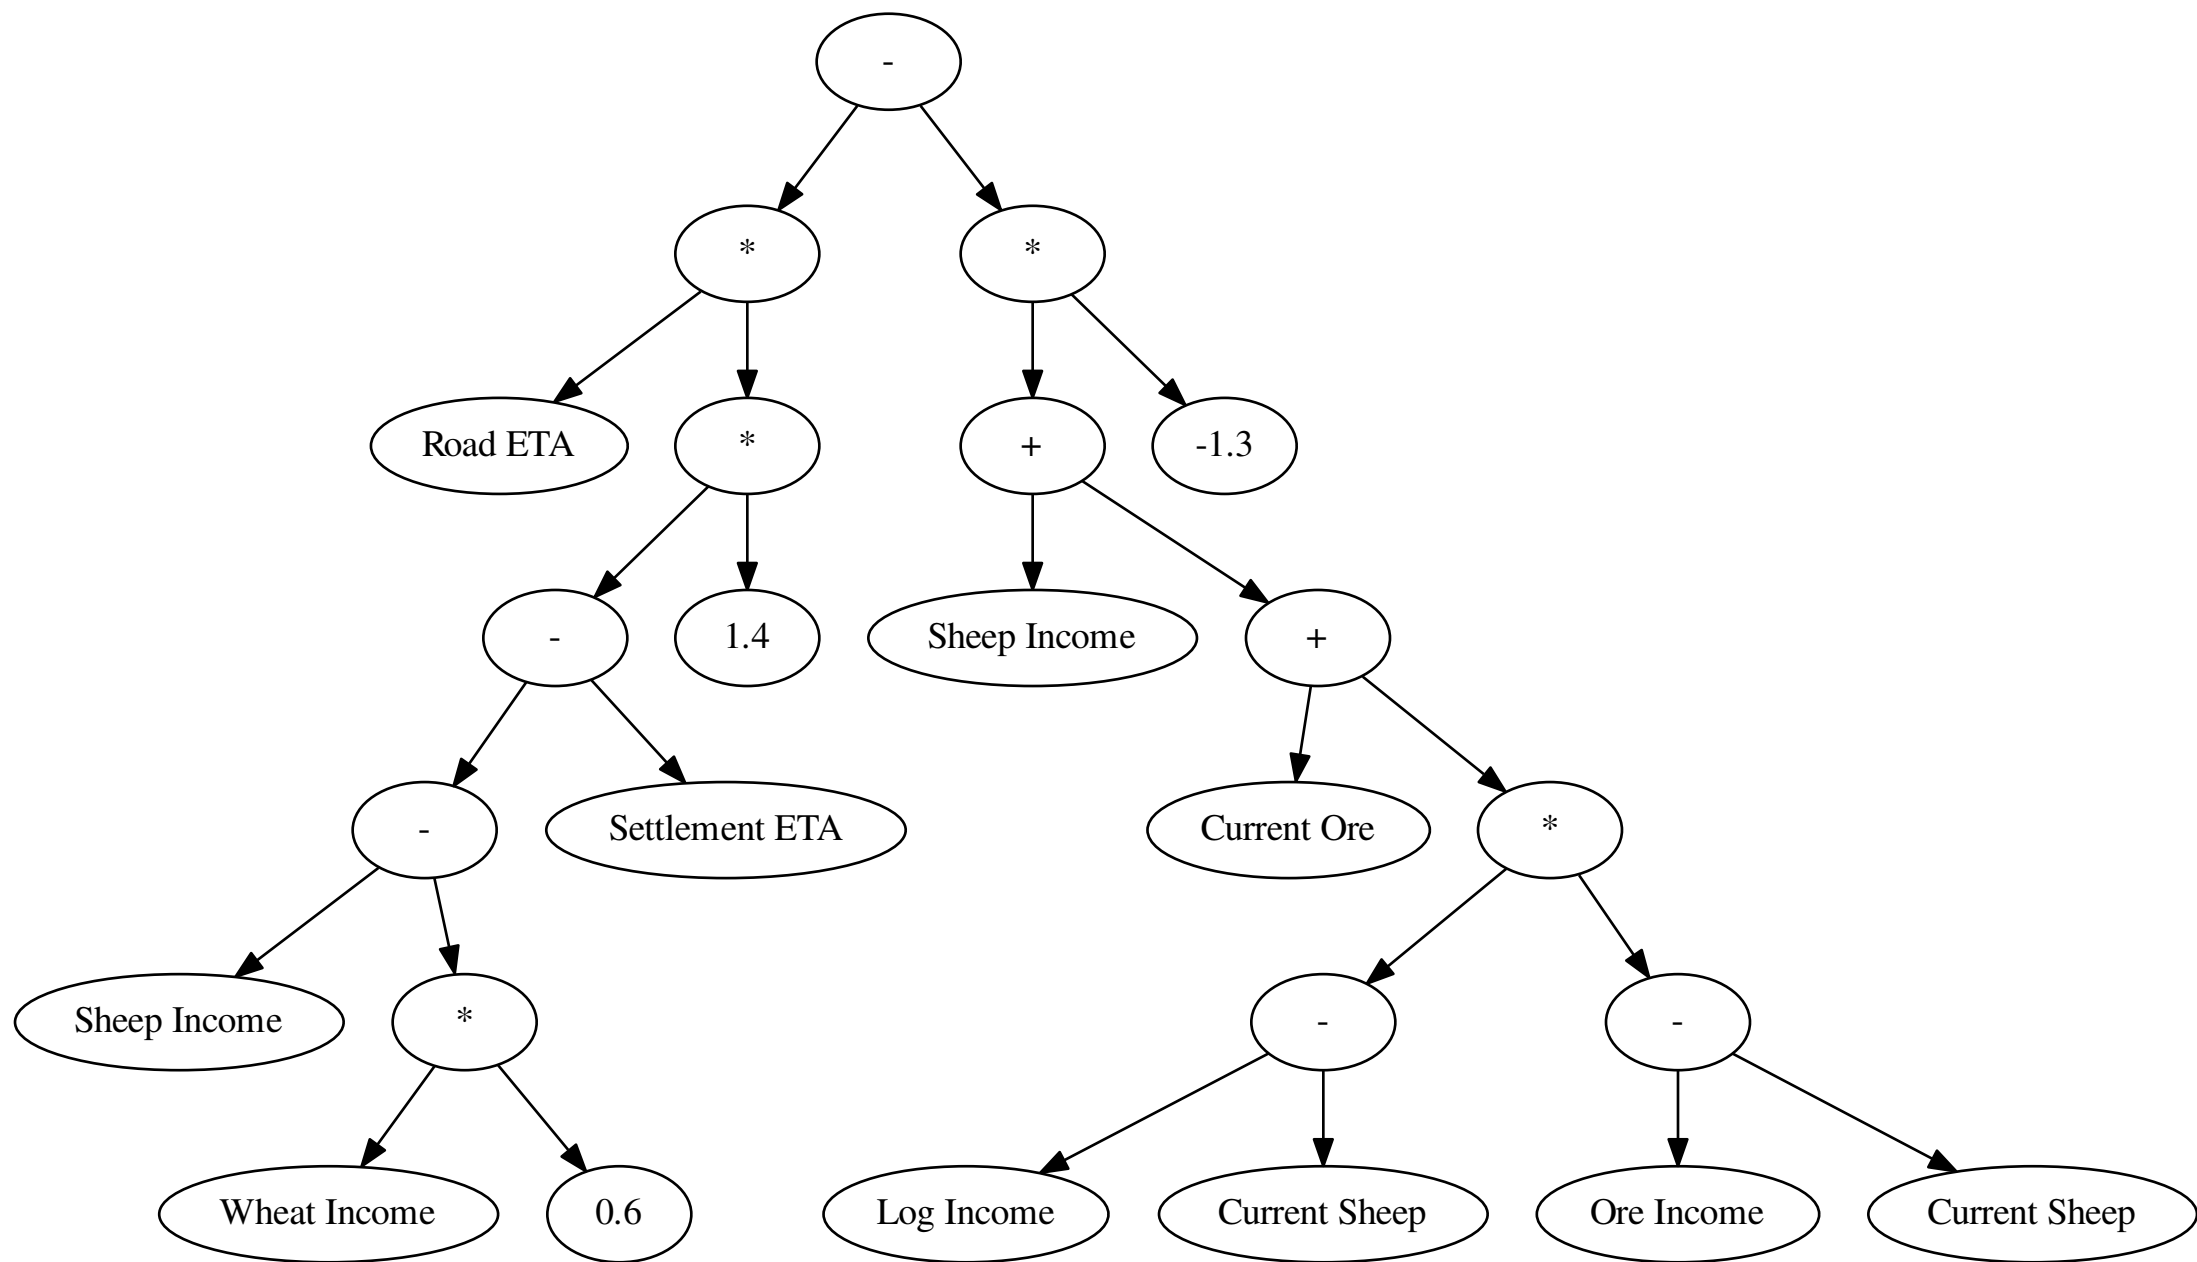 -
*
*
Road ETA
*
+
-1.3
-
1.4
Sheep Income
+
-
Settlement ETA
Current Ore
*
Sheep Income
*
-
-
Wheat Income
0.6
Log Income
Current Sheep
Ore Income
Current Sheep